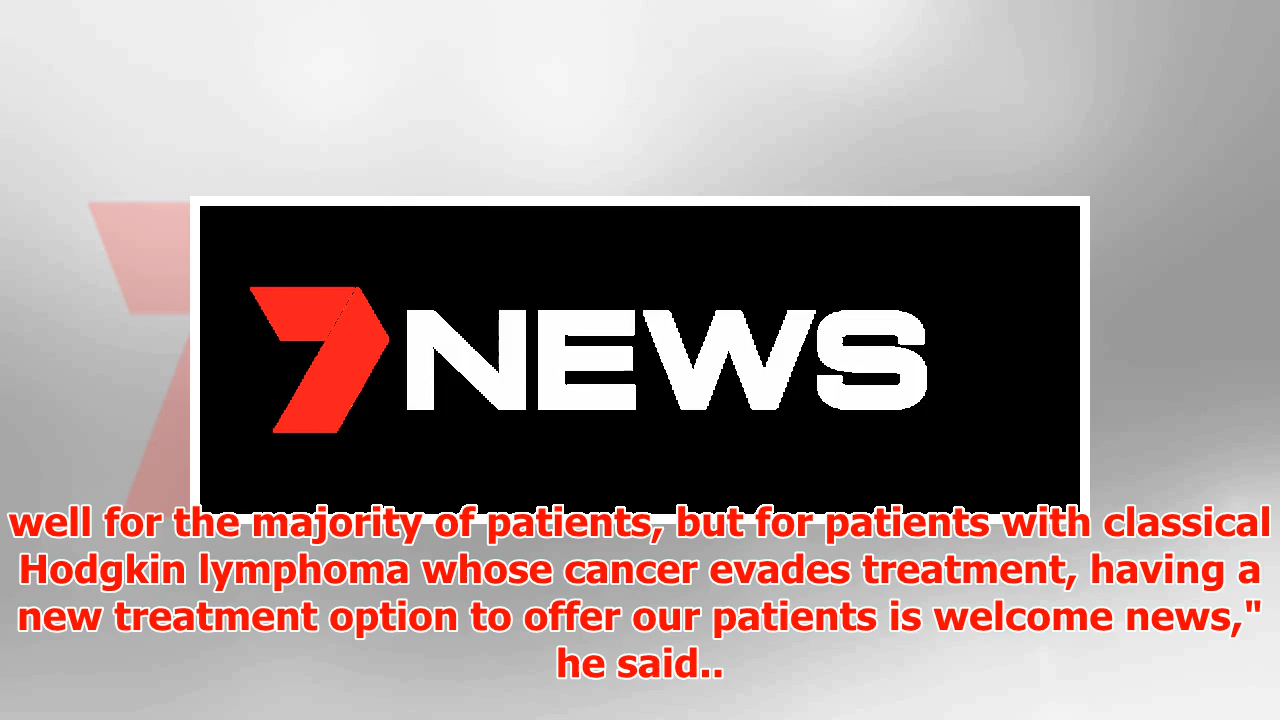 7NEWS
well for the majority of patients, but for patients with classical
Hodgkin lymphoma whose cancer evades treatment, having a
new treatment option to offer our patients is welcome news,"
he said..